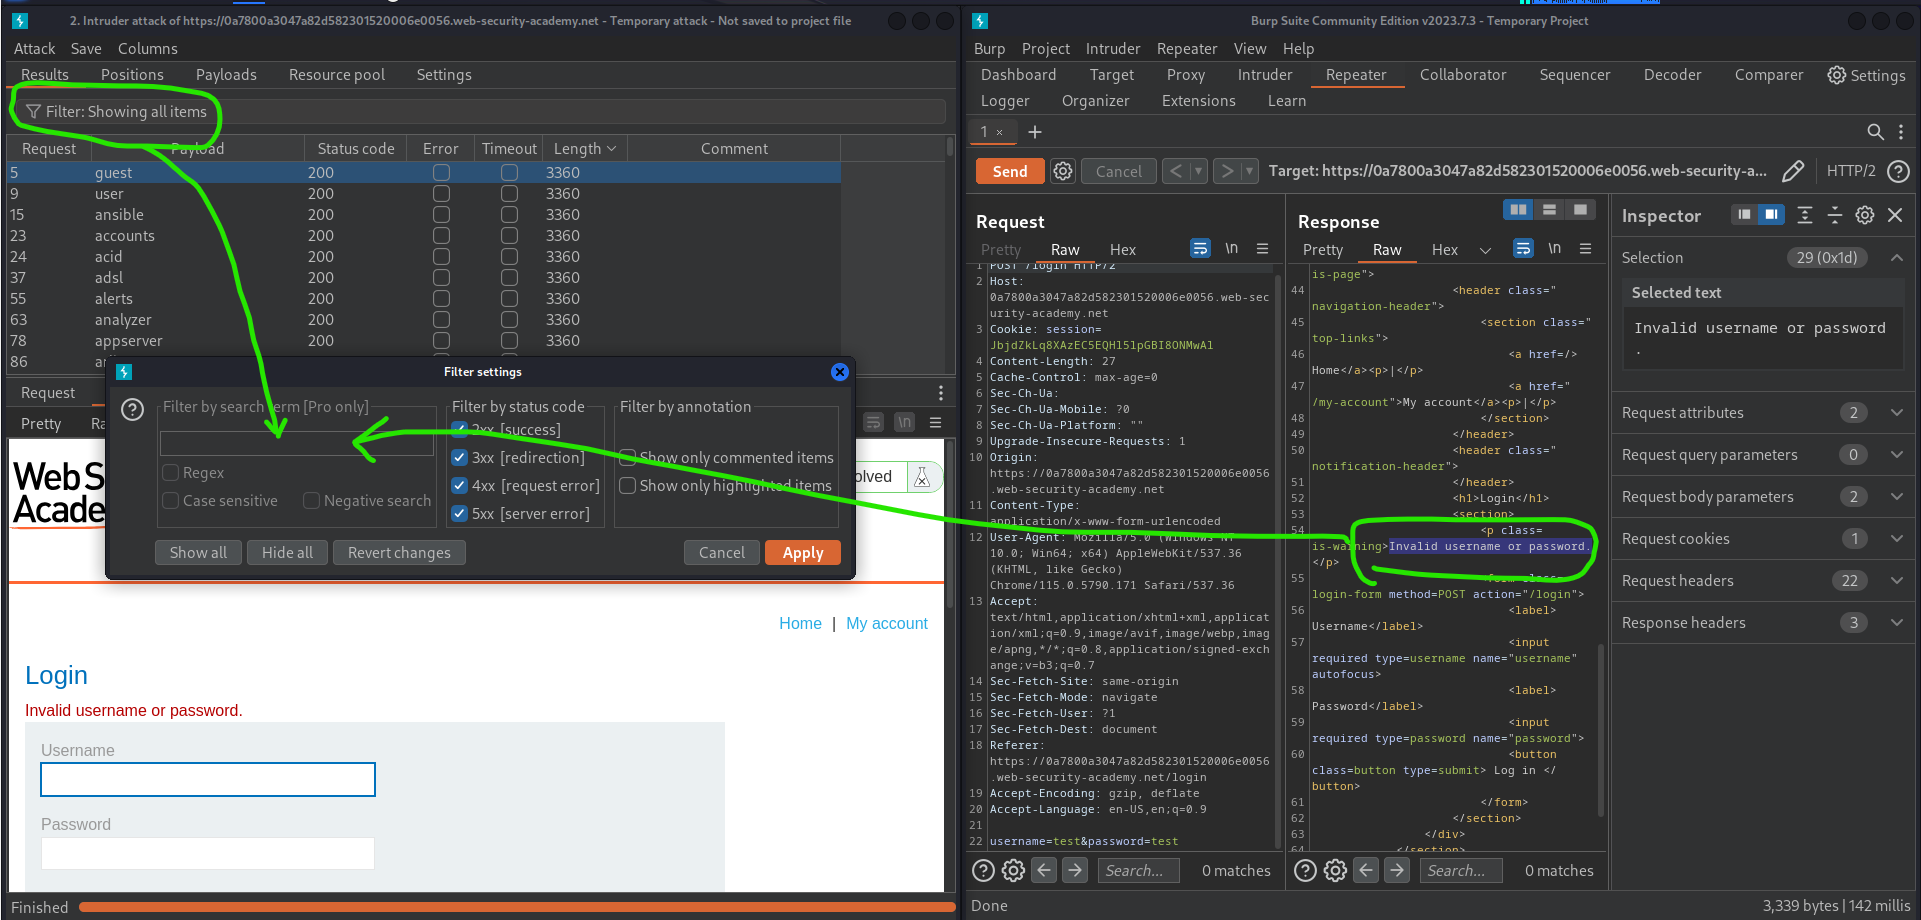 2. Intruder attack of https://0a7800a3047a82d582301520006e0056.web-security-academy.net - Temporary attack - Not saved to project file
Attack Save Columns
Results Positions Payloads Resource pool Settings
Filter: Showing all items
Request Payload Status code Error Timeout Length Comment
5 guest 200 3360
9 user 200 3360
15 ansible 200 3360
23 accounts 200 3360
24 acid 200 3360
37 adsl 200 3360
55 alerts 200 3360
63 analyzer 200 3360
78 appserver 200 3360
86
Request
Pretty
Filter settings
Filter by search term [Pro only]
Regex
Case sensitive Negative search
Filter by status code
2xx [success]
3xx [redirection]
4xx [request error]
5xx [server error]
Filter by annotation
Show only commented items
Show only highlighted items
Show all Hide all Revert changes Cancel Apply
Web S
Acade
olved
Home | My account
Login
Invalid username or password.
Username
Password
Finished
Burp Suite Community Edition v2023.7.3 - Temporary Project
Burp Project Intruder Repeater View Help
Dashboard Target Proxy Intruder Repeater Collaborator Sequencer Decoder Comparer Settings
Logger Organizer Extensions Learn
1 × +
Send Cancel < > Target: https://0a7800a3047a82d582301520006e0056.web-security-a... HTTP/2
Request
Pretty Raw Hex \n
1 POST /login HTTP/2
2 Host:
0a7800a3047a82d582301520006e0056.web-sec
urity-academy.net
3 Cookie: session=
JbjdZkLq8XAzEC5EQHl51pGBI8ONMwA1
4 Content-Length: 27
5 Cache-Control: max-age=0
6 Sec-Ch-Ua:
7 Sec-Ch-Ua-Mobile: ?0
8 Sec-Ch-Ua-Platform: ""
9 Upgrade-Insecure-Requests: 1
10 Origin:
https://0a7800a3047a82d582301520006e0056
.web-security-academy.net
11 Content-Type:
application/x-www-form-urlencoded
12 User-Agent: Mozilla/5.0 (Windows NT
10.0; Win64; x64) AppleWebKit/537.36
(KHTML, like Gecko)
Chrome/115.0.5790.171 Safari/537.36
13 Accept:
text/html,application/xhtml+xml,applicat
ion/xml;q=0.9,image/avif,image/webp,imag
e/apng,*/*;q=0.8,application/signed-exch
ange;v=b3;q=0.7
14 Sec-Fetch-Site: same-origin
15 Sec-Fetch-Mode: navigate
16 Sec-Fetch-User: ?1
17 Sec-Fetch-Dest: document
18 Referer:
https://0a7800a3047a82d582301520006e0056
.web-security-academy.net/login
19 Accept-Encoding: gzip, deflate
20 Accept-Language: en-US,en;q=0.9
21
22 username=test&password=test
Search... 0 matches
Response
Pretty Raw Hex \n
is-page">
44 <header class="
navigation-header">
45 <section class="
top-links">
46 <a href=/>
Home</a><p>|</p>
47 <a href="
/my-account">My account</a><p>|</p>
48 </section>
49 </header>
50 <header class="
notification-header">
51 </header>
52 <h1>Login</h1>
53 <section>
54 <p class=
is-warning>Invalid username or password.
</p>
55 <form class=
login-form method=POST action="/login">
56 <label>
Username</label>
57 <input
required type=username name="username"
autofocus>
58 <label>
Password</label>
59 <input
required type=password name="password">
60 <button
class=button type=submit> Log in </
button>
61 </form>
62 </section>
63 </div>
64 </section>
Search... 0 matches
Inspector
Selection 29 (0x1d)
Selected text
Invalid username or password
.
Request attributes 2
Request query parameters 0
Request body parameters 2
Request cookies 1
Request headers 22
Response headers 3
Done
3,339 bytes | 142 millis